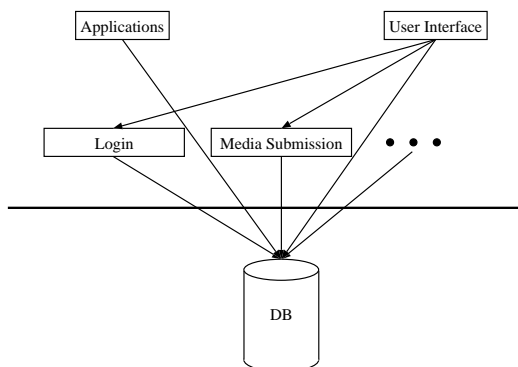 Applications
User Interface
Login
Media Submission
• • •
DB